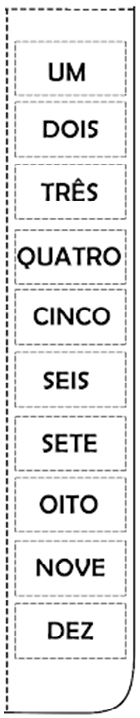 UM
DOIS
TRÊS
QUATRO
CINCO
SEIS
SETE
OITO
NOVE
DEZ